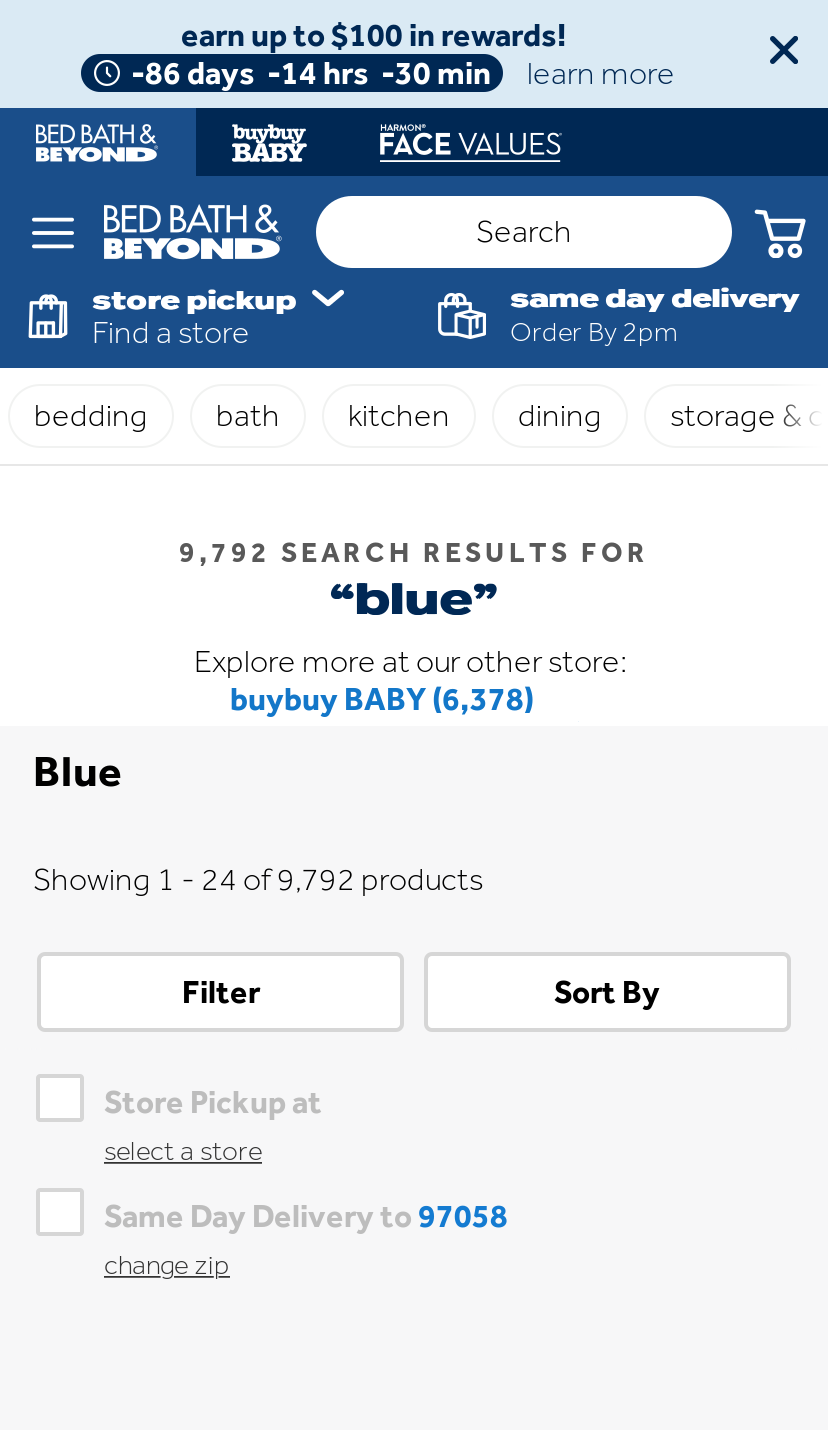 earn up to $100 in rewards!
-86 days -14 hrs -30 min learn more
BED BATH & BEYOND® buybuy BABY HARMON® FACE VALUES®
BED BATH & BEYOND® Search
store pickup same day delivery
Find a store Order By 2pm
bedding bath kitchen dining storage &
9,792 SEARCH RESULTS FOR
“blue”
Explore more at our other store:
buybuy BABY (6,378)
Blue
Showing 1 - 24 of 9,792 products
Filter Sort By
Store Pickup at
select a store
Same Day Delivery to 97058
change zip